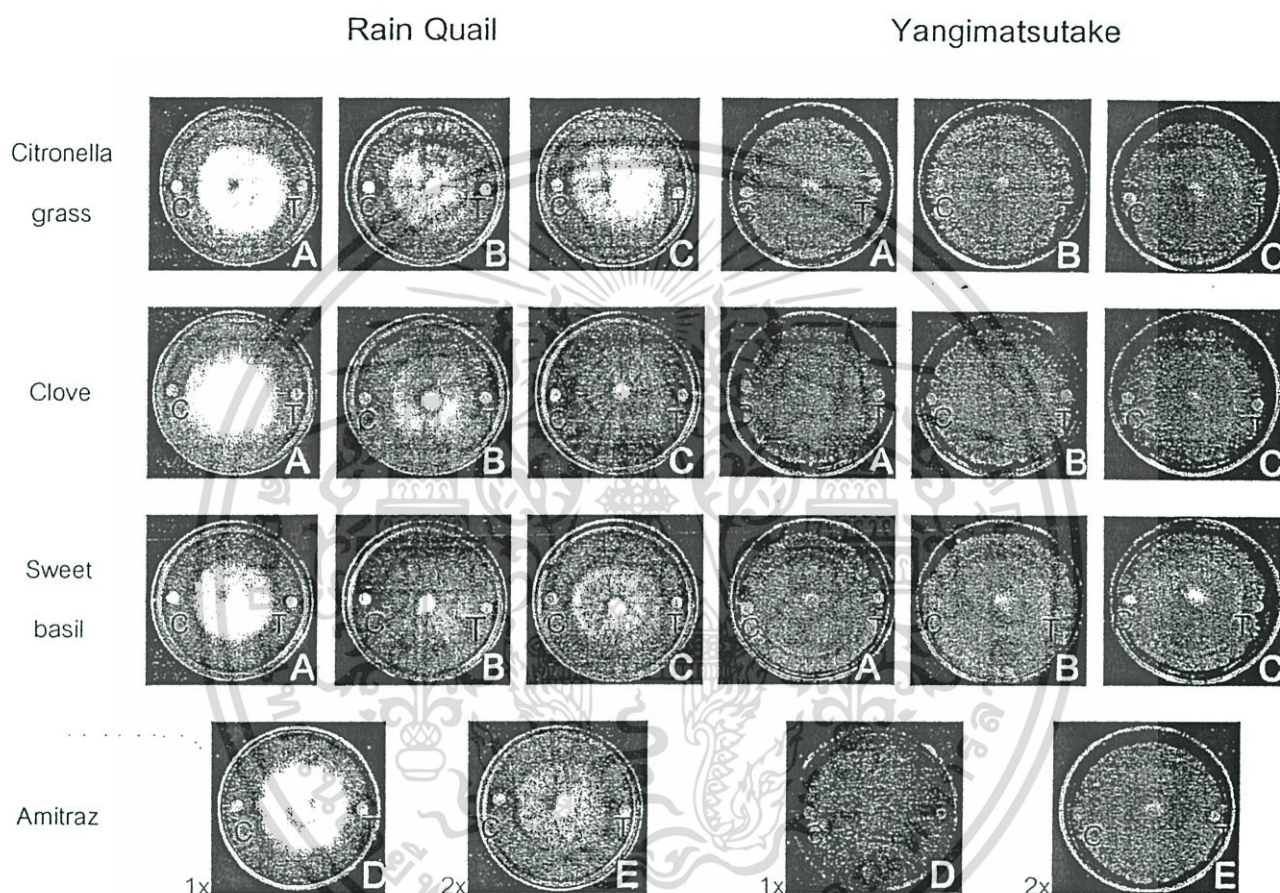 Rain Quail Yangimatsutake
Citronella
grass
C T A C T B C T C C T A C T B C T C
Clove
C T A C T B C T C C T A C T B C T C
Sweet
basil
C T A C T B C T C C T A C T B C T C
Amitraz
1x C T D 2x C T E 1x C T D 2x C T E